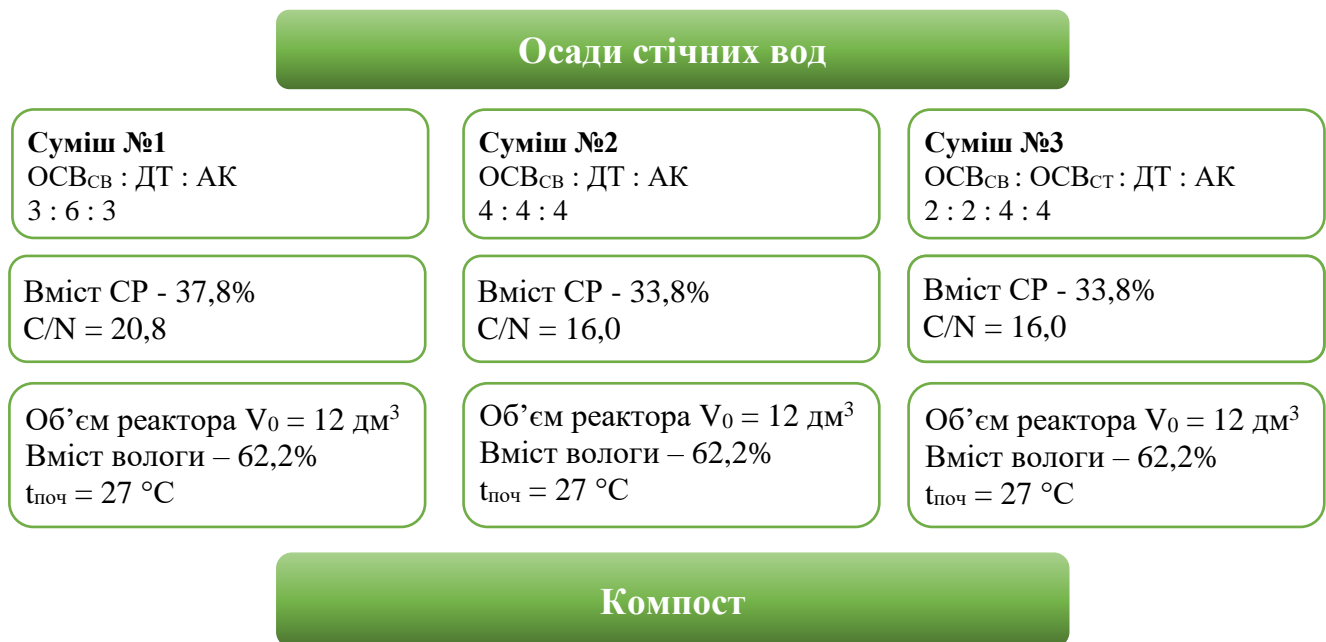 Осади стічних вод
Суміш №1
ОСВСВ : ДТ : АК
3 : 6 : 3
Суміш №2
ОСВСВ : ДТ : АК
4 : 4 : 4
Суміш №3
ОСВСВ : ОСВСТ : ДТ : АК
2 : 2 : 4 : 4
Вміст СР - 37,8%
C/N = 20,8
Вміст СР - 33,8%
C/N = 16,0
Вміст СР - 33,8%
C/N = 16,0
Об’єм реактора V0 = 12 дм3
Вміст вологи – 62,2%
tпоч = 27 °C
Об’єм реактора V0 = 12 дм3
Вміст вологи – 62,2%
tпоч = 27 °C
Об’єм реактора V0 = 12 дм3
Вміст вологи – 62,2%
tпоч = 27 °C
Компост